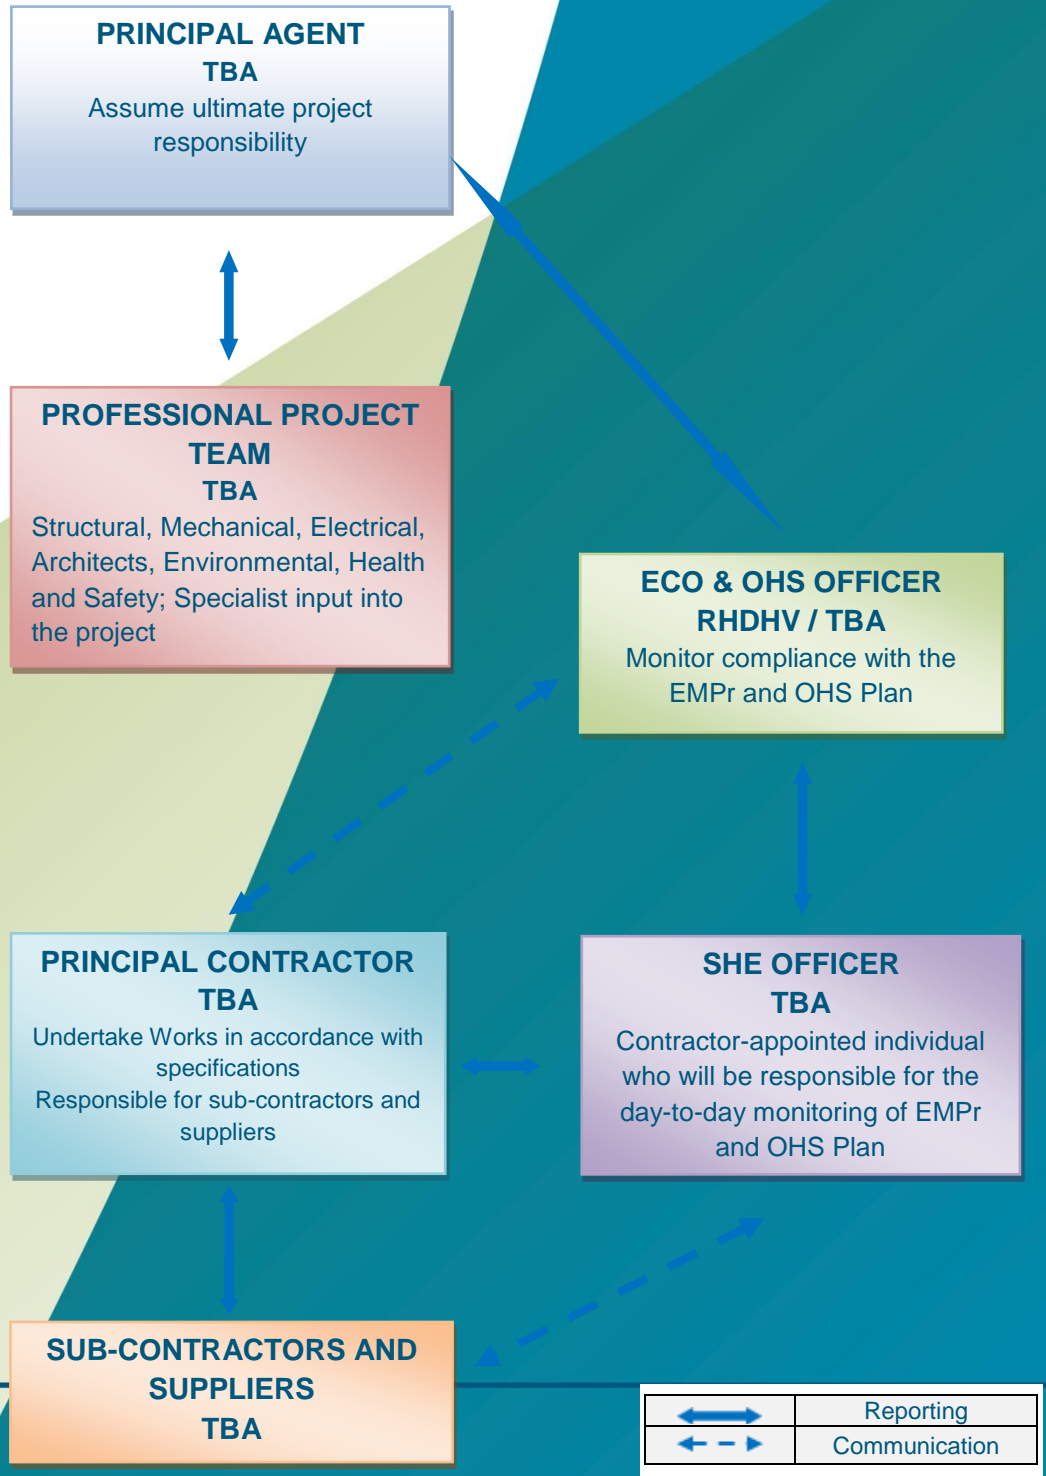 PRINCIPAL AGENT
TBA
Assume ultimate project
responsibility
PROFESSIONAL PROJECT
TEAM
TBA
Structural, Mechanical, Electrical,
Architects, Environmental, Health
and Safety; Specialist input into
the project
ECO & OHS OFFICER
RHDHV / TBA
Monitor compliance with the
EMPr and OHS Plan
PRINCIPAL CONTRACTOR
TBA
Undertake Works in accordance with
specifications
Responsible for sub-contractors and
suppliers
SHE OFFICER
TBA
Contractor-appointed individual
who will be responsible for the
day-to-day monitoring of EMPr
and OHS Plan
SUB-CONTRACTORS AND
SUPPLIERS
TBA
Reporting
Communication